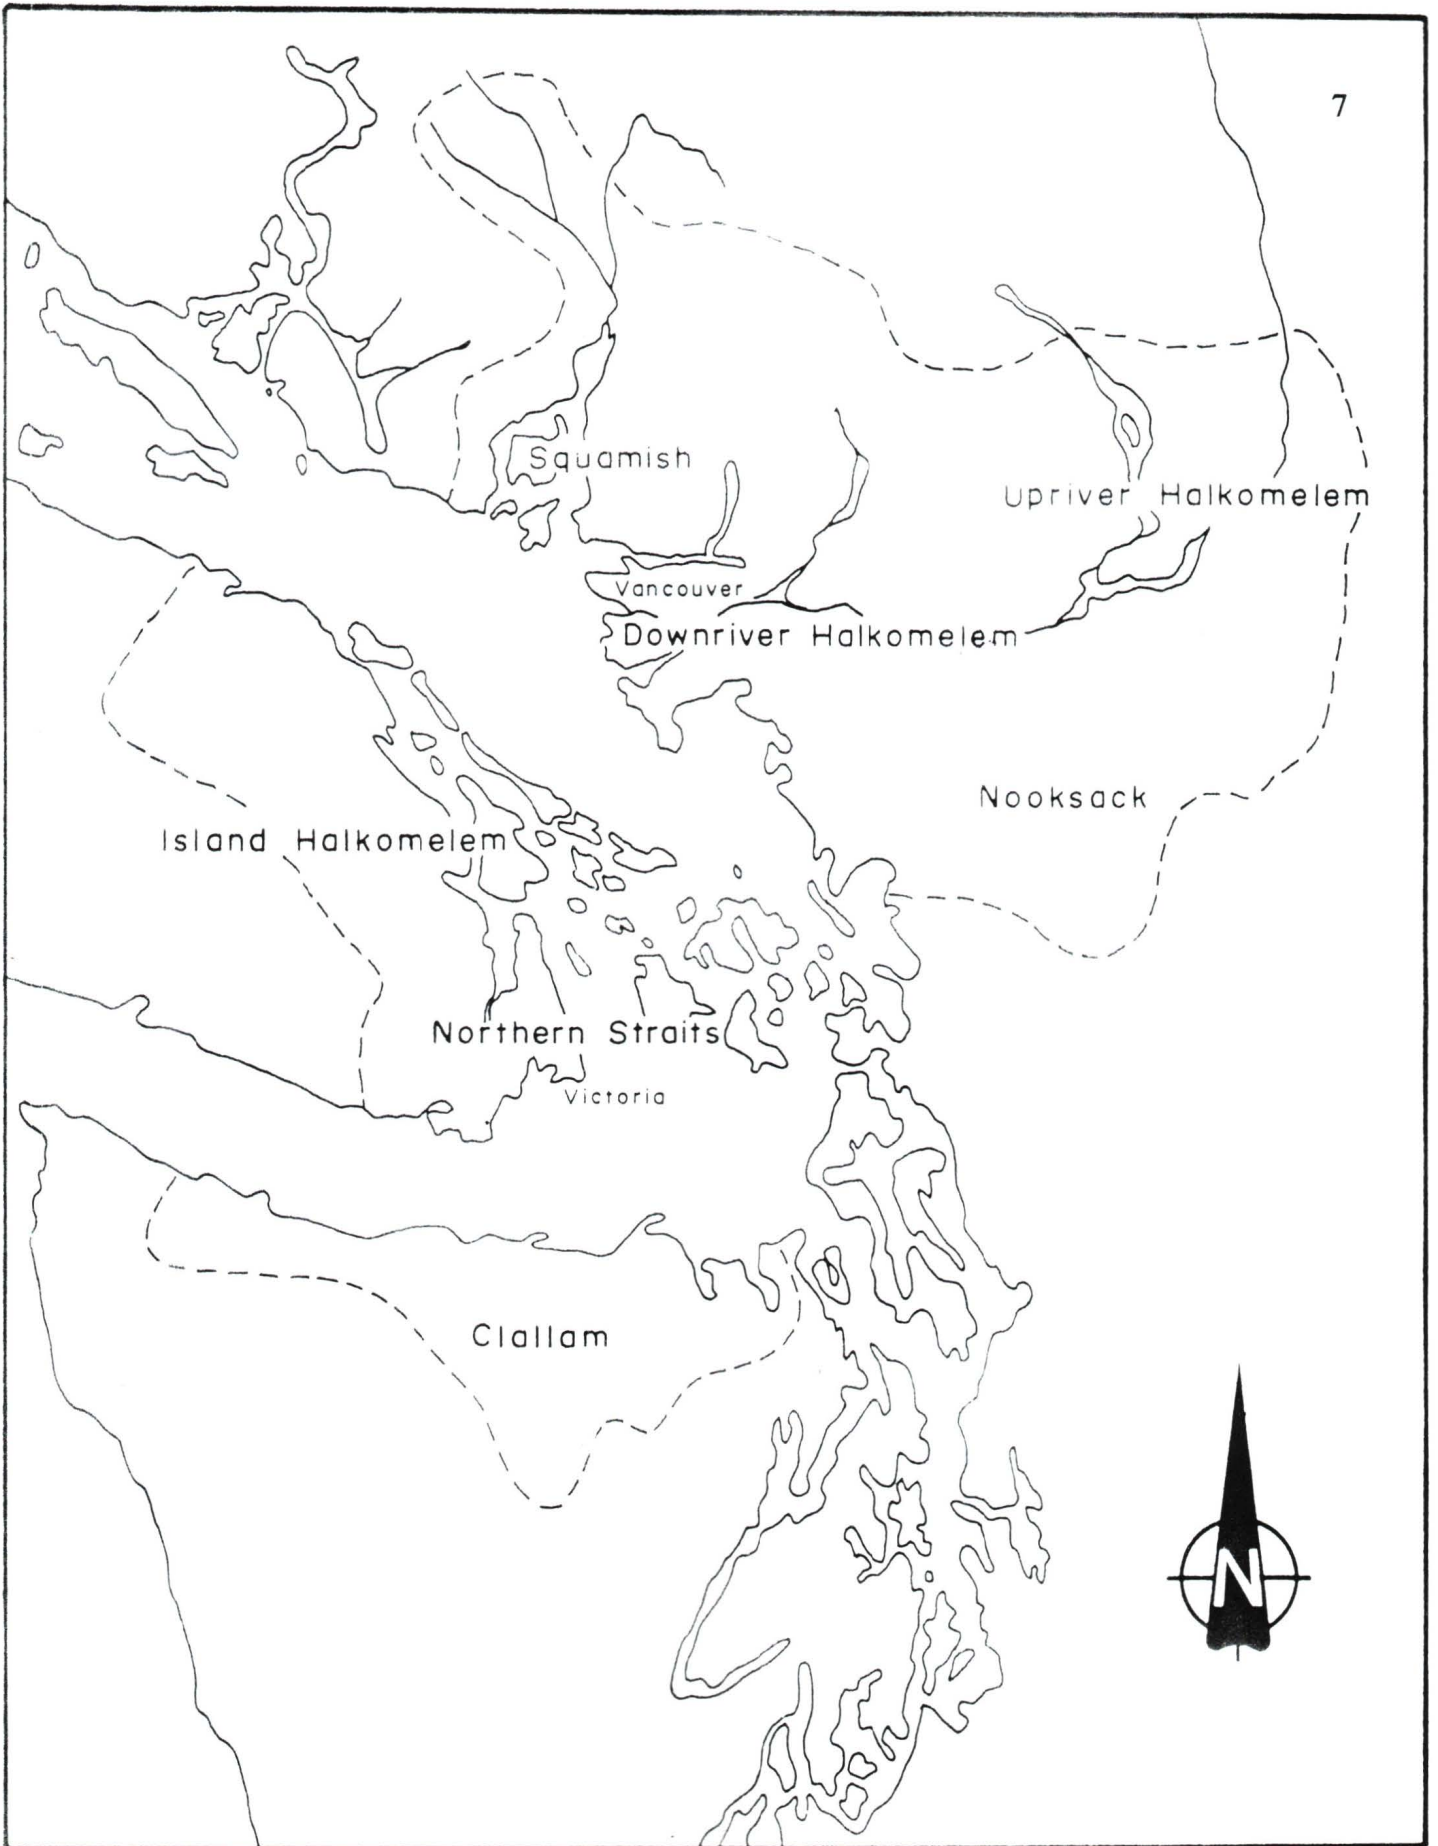 7
Squamish
Upriver Halkomelem
Vancouver
Downriver Halkomelem
Nooksack
Island Halkomelem
Northern Straits
Victoria
Clallam
N